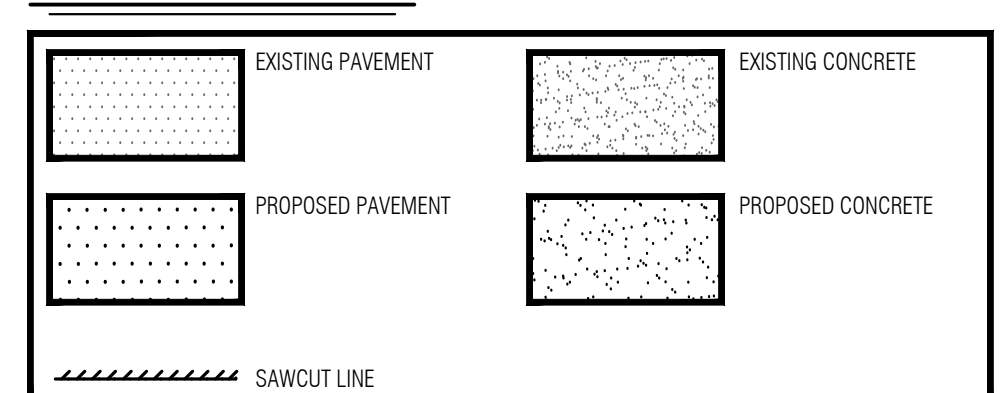 EXISTING PAVEMENT
EXISTING CONCRETE
PROPOSED PAVEMENT
PROPOSED CONCRETE
SAWCUT LINE